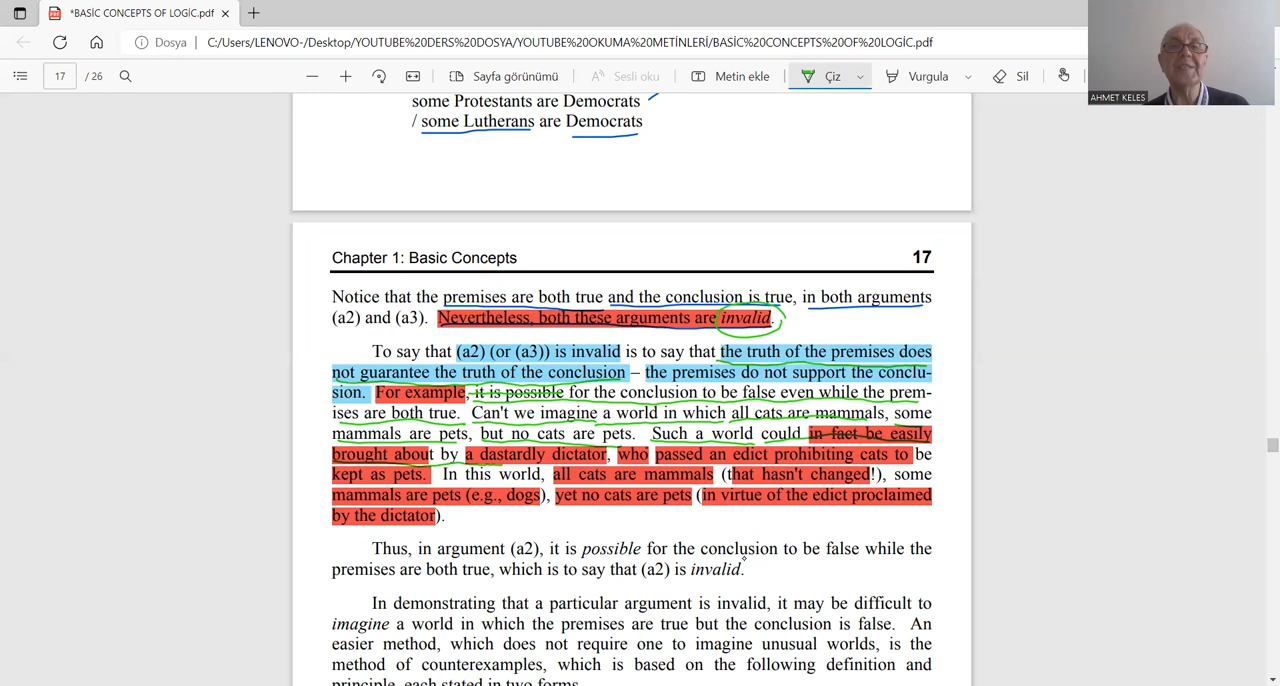 *BASİC CONCEPTS OF LOGİC.pdf
Dosya
C:/Users/LENOVO-/Desktop/YOUTUBE%20DERS%20DOSYA/YOUTUBE%20OKUMA%20METİNLERİ/BASİC%20CONCEPTS%20OF%20LOGİC.pdf
17 / 26
Sayfa görünümü
Sesli oku
Metin ekle
Çiz
Vurgula
Sil
AHMET KELES
some Protestants are Democrats
/ some Lutherans are Democrats
Chapter 1: Basic Concepts 17
Notice that the premises are both true and the conclusion is true, in both arguments
(a2) and (a3). Nevertheless, both these arguments are invalid.
To say that (a2) (or (a3)) is invalid is to say that the truth of the premises does
not guarantee the truth of the conclusion – the premises do not support the conclu-
sion. For example, it is possible for the conclusion to be false even while the prem-
ises are both true. Can't we imagine a world in which all cats are mammals, some
mammals are pets, but no cats are pets. Such a world could in fact be easily
brought about by a dastardly dictator, who passed an edict prohibiting cats to be
kept as pets. In this world, all cats are mammals (that hasn't changed!), some
mammals are pets (e.g., dogs), yet no cats are pets (in virtue of the edict proclaimed
by the dictator).
Thus, in argument (a2), it is possible for the conclusion to be false while the
premises are both true, which is to say that (a2) is invalid.
In demonstrating that a particular argument is invalid, it may be difficult to
imagine a world in which the premises are true but the conclusion is false. An
easier method, which does not require one to imagine unusual worlds, is the
method of counterexamples, which is based on the following definition and
principle, each stated in two forms.